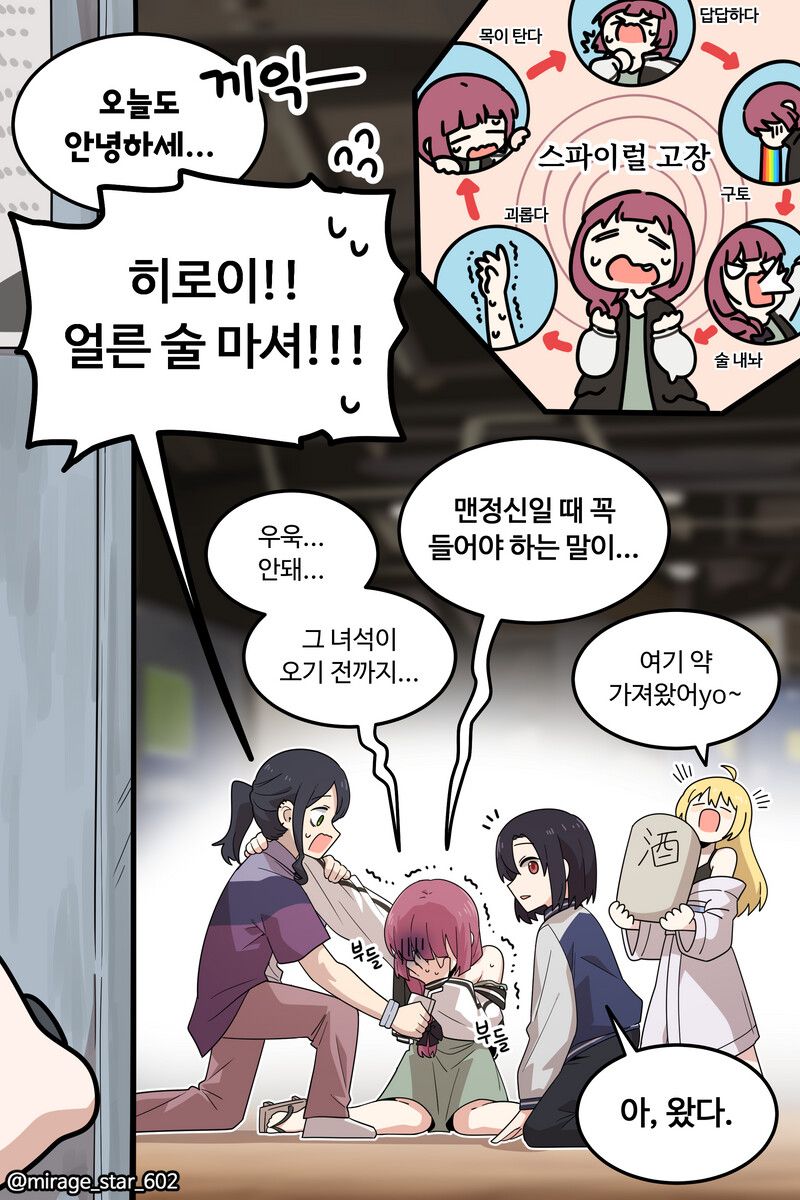 오늘도
안녕하세...
끼익—
히로이!!
얼른 술 마셔!!!
스파이럴 고장
답답하다
구토
술 내놔
괴롭다
목이 탄다
우욱...
안돼...
그 녀석이
오기 전까지...
맨정신일 때 꼭
들어야 하는 말이...
여기 약
가져왔어yo~
酒
부들
부들
아, 왔다.
@mirage_star_602